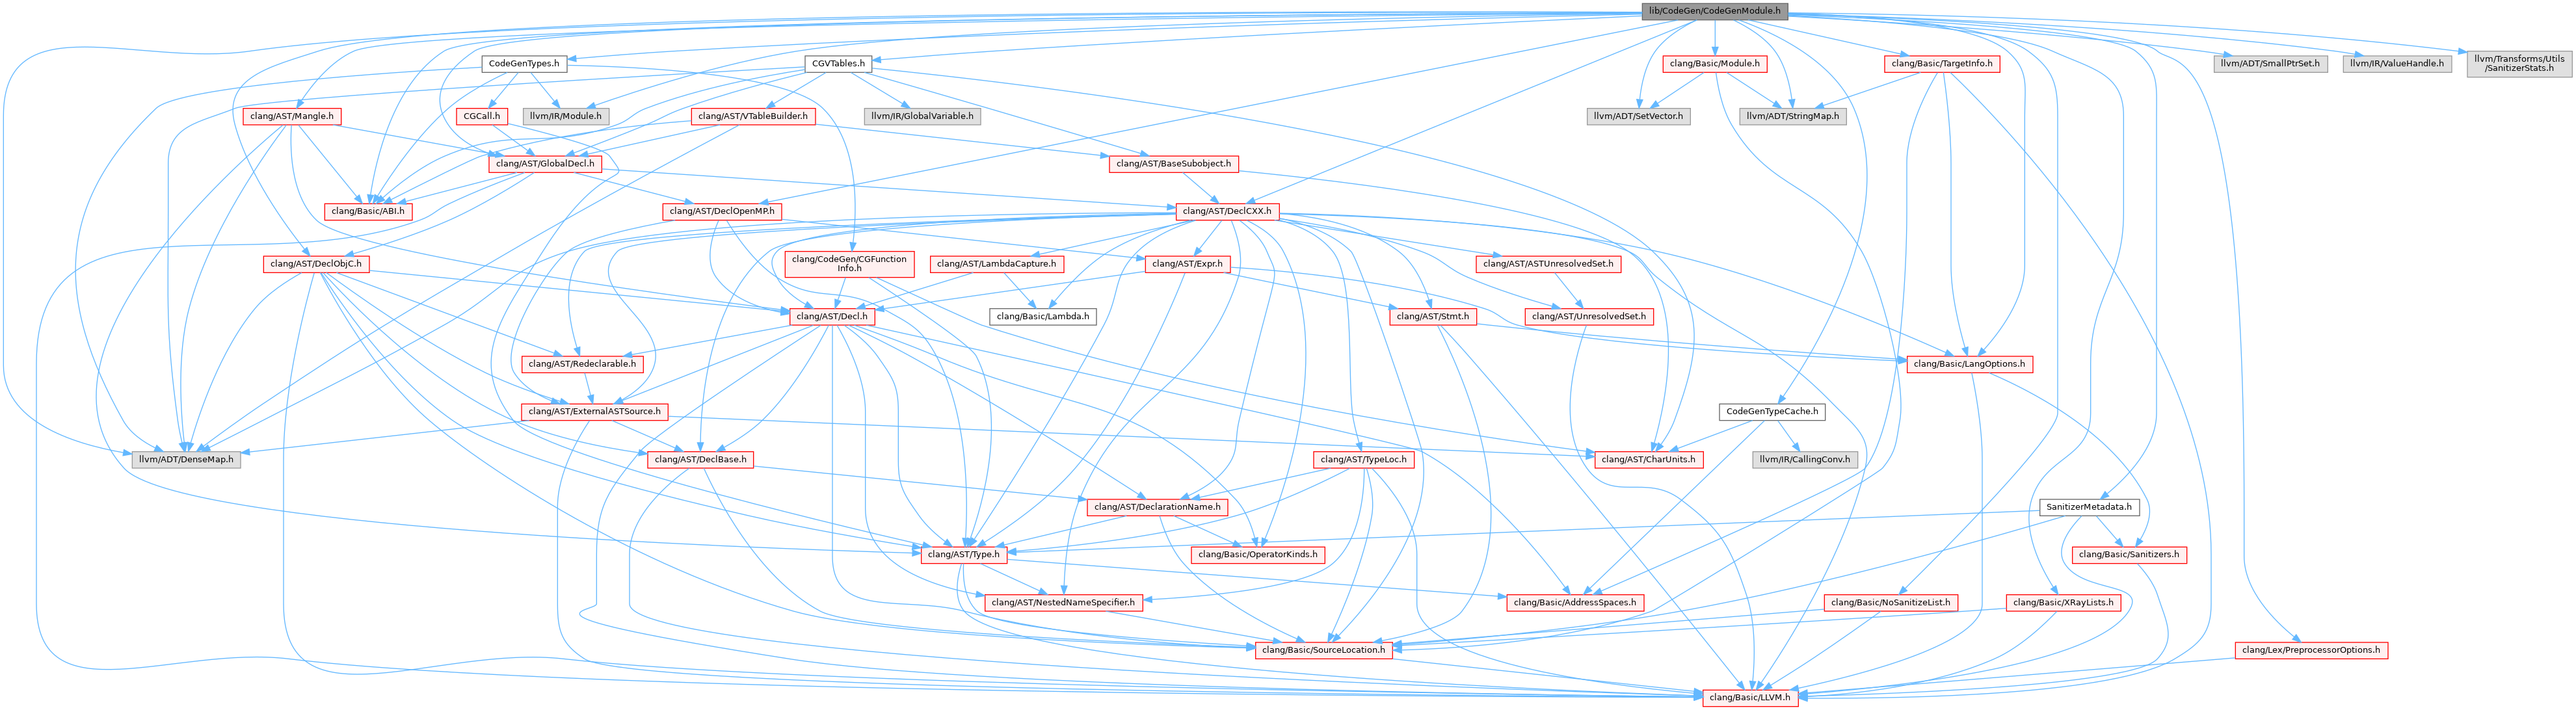 lib/CodeGen/CodeGenModule.h
CodeGenTypes.h
CGVTables.h
clang/Basic/Module.h
clang/Basic/TargetInfo.h
llvm/ADT/SmallPtrSet.h
llvm/IR/ValueHandle.h
llvm/Transforms/Utils
/SanitizerStats.h
clang/AST/Mangle.h
CGCall.h
llvm/IR/Module.h
clang/AST/VTableBuilder.h
llvm/IR/GlobalVariable.h
llvm/ADT/SetVector.h
llvm/ADT/StringMap.h
clang/AST/GlobalDecl.h
clang/AST/BaseSubobject.h
clang/Basic/ABI.h
clang/AST/DeclOpenMP.h
clang/AST/DeclCXX.h
clang/AST/DeclObjC.h
clang/CodeGen/CGFunction
Info.h
clang/AST/LambdaCapture.h
clang/AST/Expr.h
clang/AST/ASTUnresolvedSet.h
clang/AST/Decl.h
clang/Basic/Lambda.h
clang/AST/Stmt.h
clang/AST/UnresolvedSet.h
clang/AST/Redeclarable.h
clang/Basic/LangOptions.h
clang/AST/ExternalASTSource.h
CodeGenTypeCache.h
llvm/ADT/DenseMap.h
clang/AST/DeclBase.h
clang/AST/TypeLoc.h
clang/AST/CharUnits.h
llvm/IR/CallingConv.h
clang/AST/DeclarationName.h
SanitizerMetadata.h
clang/AST/Type.h
clang/Basic/OperatorKinds.h
clang/Basic/Sanitizers.h
clang/AST/NestedNameSpecifier.h
clang/Basic/AddressSpaces.h
clang/Basic/NoSanitizeList.h
clang/Basic/XRayLists.h
clang/Basic/SourceLocation.h
clang/Lex/PreprocessorOptions.h
clang/Basic/LLVM.h